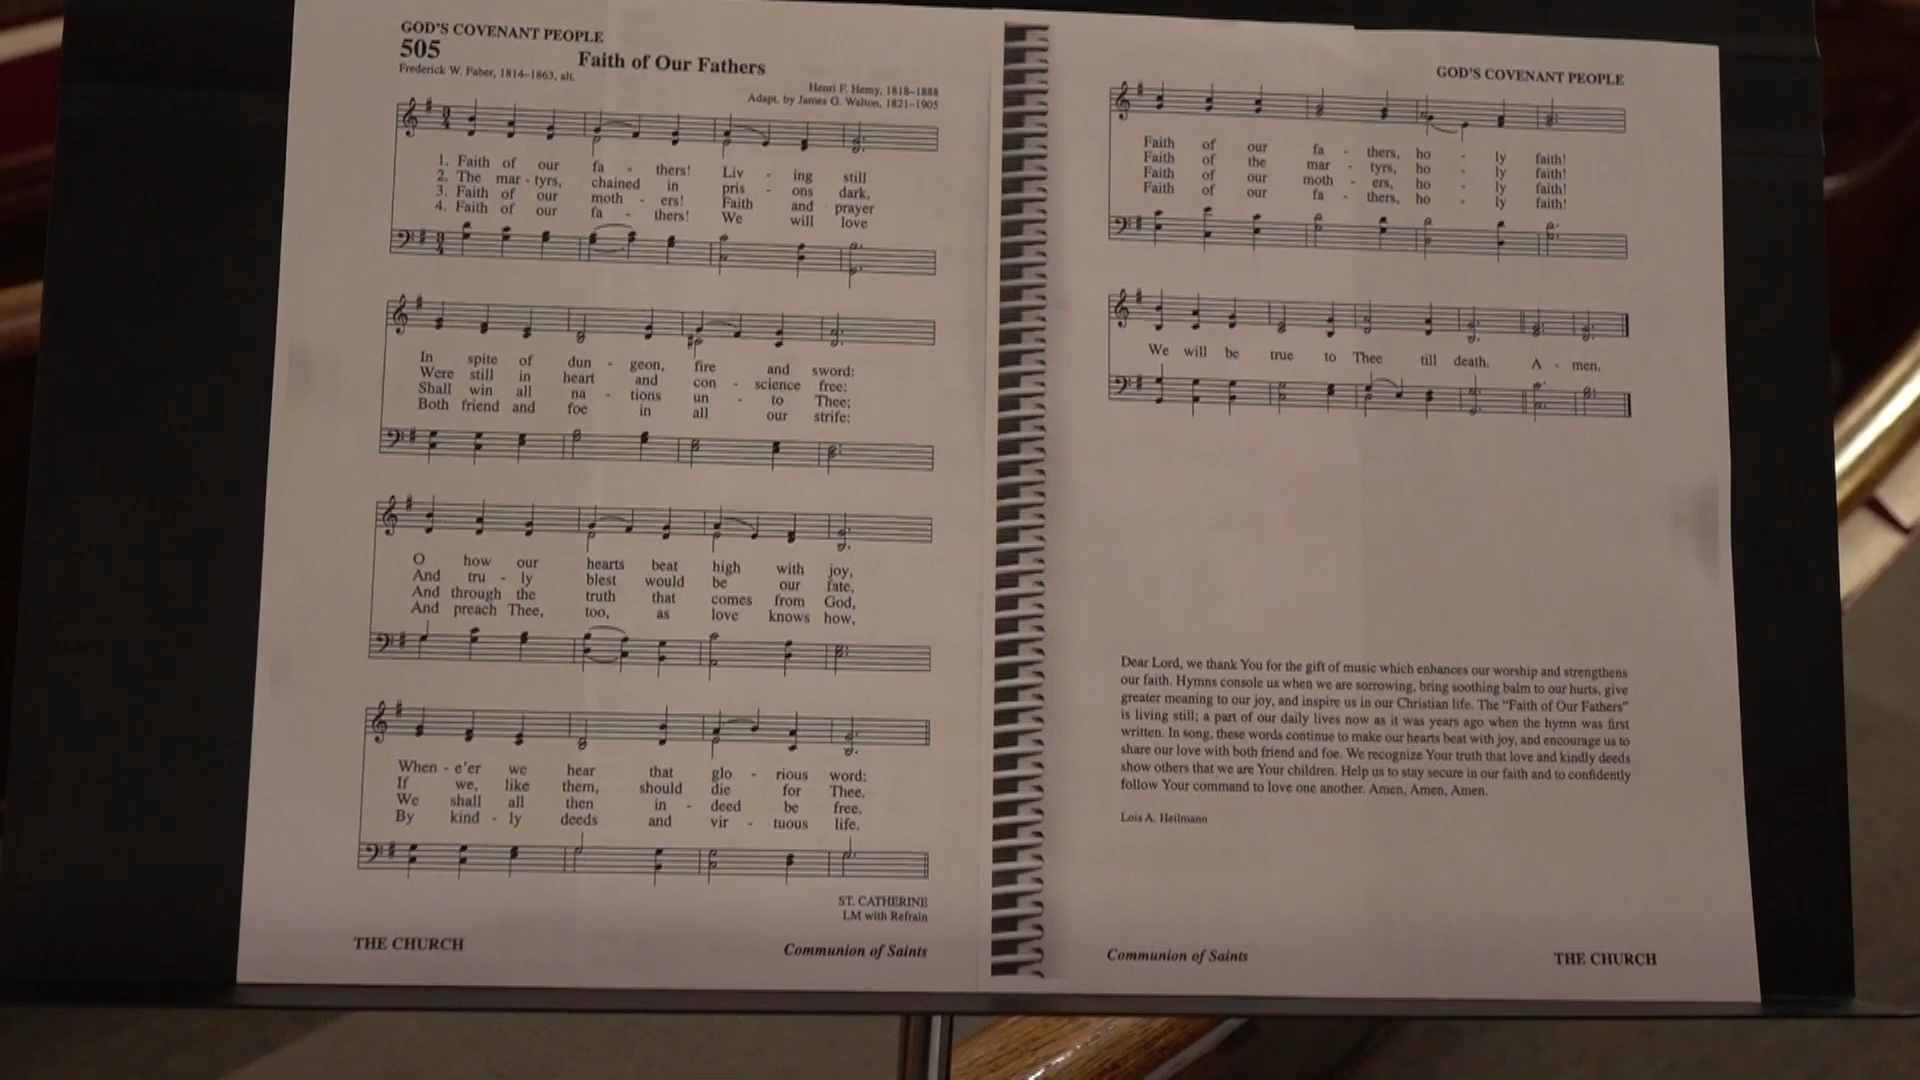 GOD'S COVENANT PEOPLE
505
Faith of Our Fathers
Frederick W. Faber, 1814–1863, alt.
Henri F. Hemy, 1818–1888
Adapt. by James G. Walton, 1821–1905
1. Faith of our fa - thers! Liv - ing still
2. The mar - tyrs, chained in pris - ons dark,
3. Faith of our moth - ers! Faith and prayer
4. Faith of our fa - thers! We will love
In spite of dun - geon, fire and sword:
Were still in heart and con - science free:
Shall win all na - tions un - to Thee;
Both friend and foe in all our strife:
O how our hearts beat high with joy,
And tru - ly blest would be our fate,
And through the truth that comes from God,
And preach Thee, too, as love knows how,
When - e'er we hear that glo - rious word:
If we, like them, should die for Thee.
We shall all then in - deed be free.
By kind - ly deeds and vir - tuous life.
ST. CATHERINE
LM with Refrain
THE CHURCH
Communion of Saints
GOD'S COVENANT PEOPLE
Faith of our fa - thers, ho - ly faith!
Faith of the mar - tyrs, ho - ly faith!
Faith of our moth - ers, ho - ly faith!
Faith of our fa - thers, ho - ly faith!
We will be true to Thee till death. A - men.
Dear Lord, we thank You for the gift of music which enhances our worship and strengthens
our faith. Hymns console us when we are sorrowing, bring soothing balm to our hurts, give
greater meaning to our joy, and inspire us in our Christian life. The "Faith of Our Fathers"
is living still; a part of our daily lives now as it was years ago when the hymn was first
written. In song, these words continue to make our hearts beat with joy, and encourage us to
share our love with both friend and foe. We recognize Your truth that love and kindly deeds
show others that we are Your children. Help us to stay secure in our faith and to confidently
follow Your command to love one another. Amen, Amen, Amen.
Lois A. Heilmann
Communion of Saints
THE CHURCH